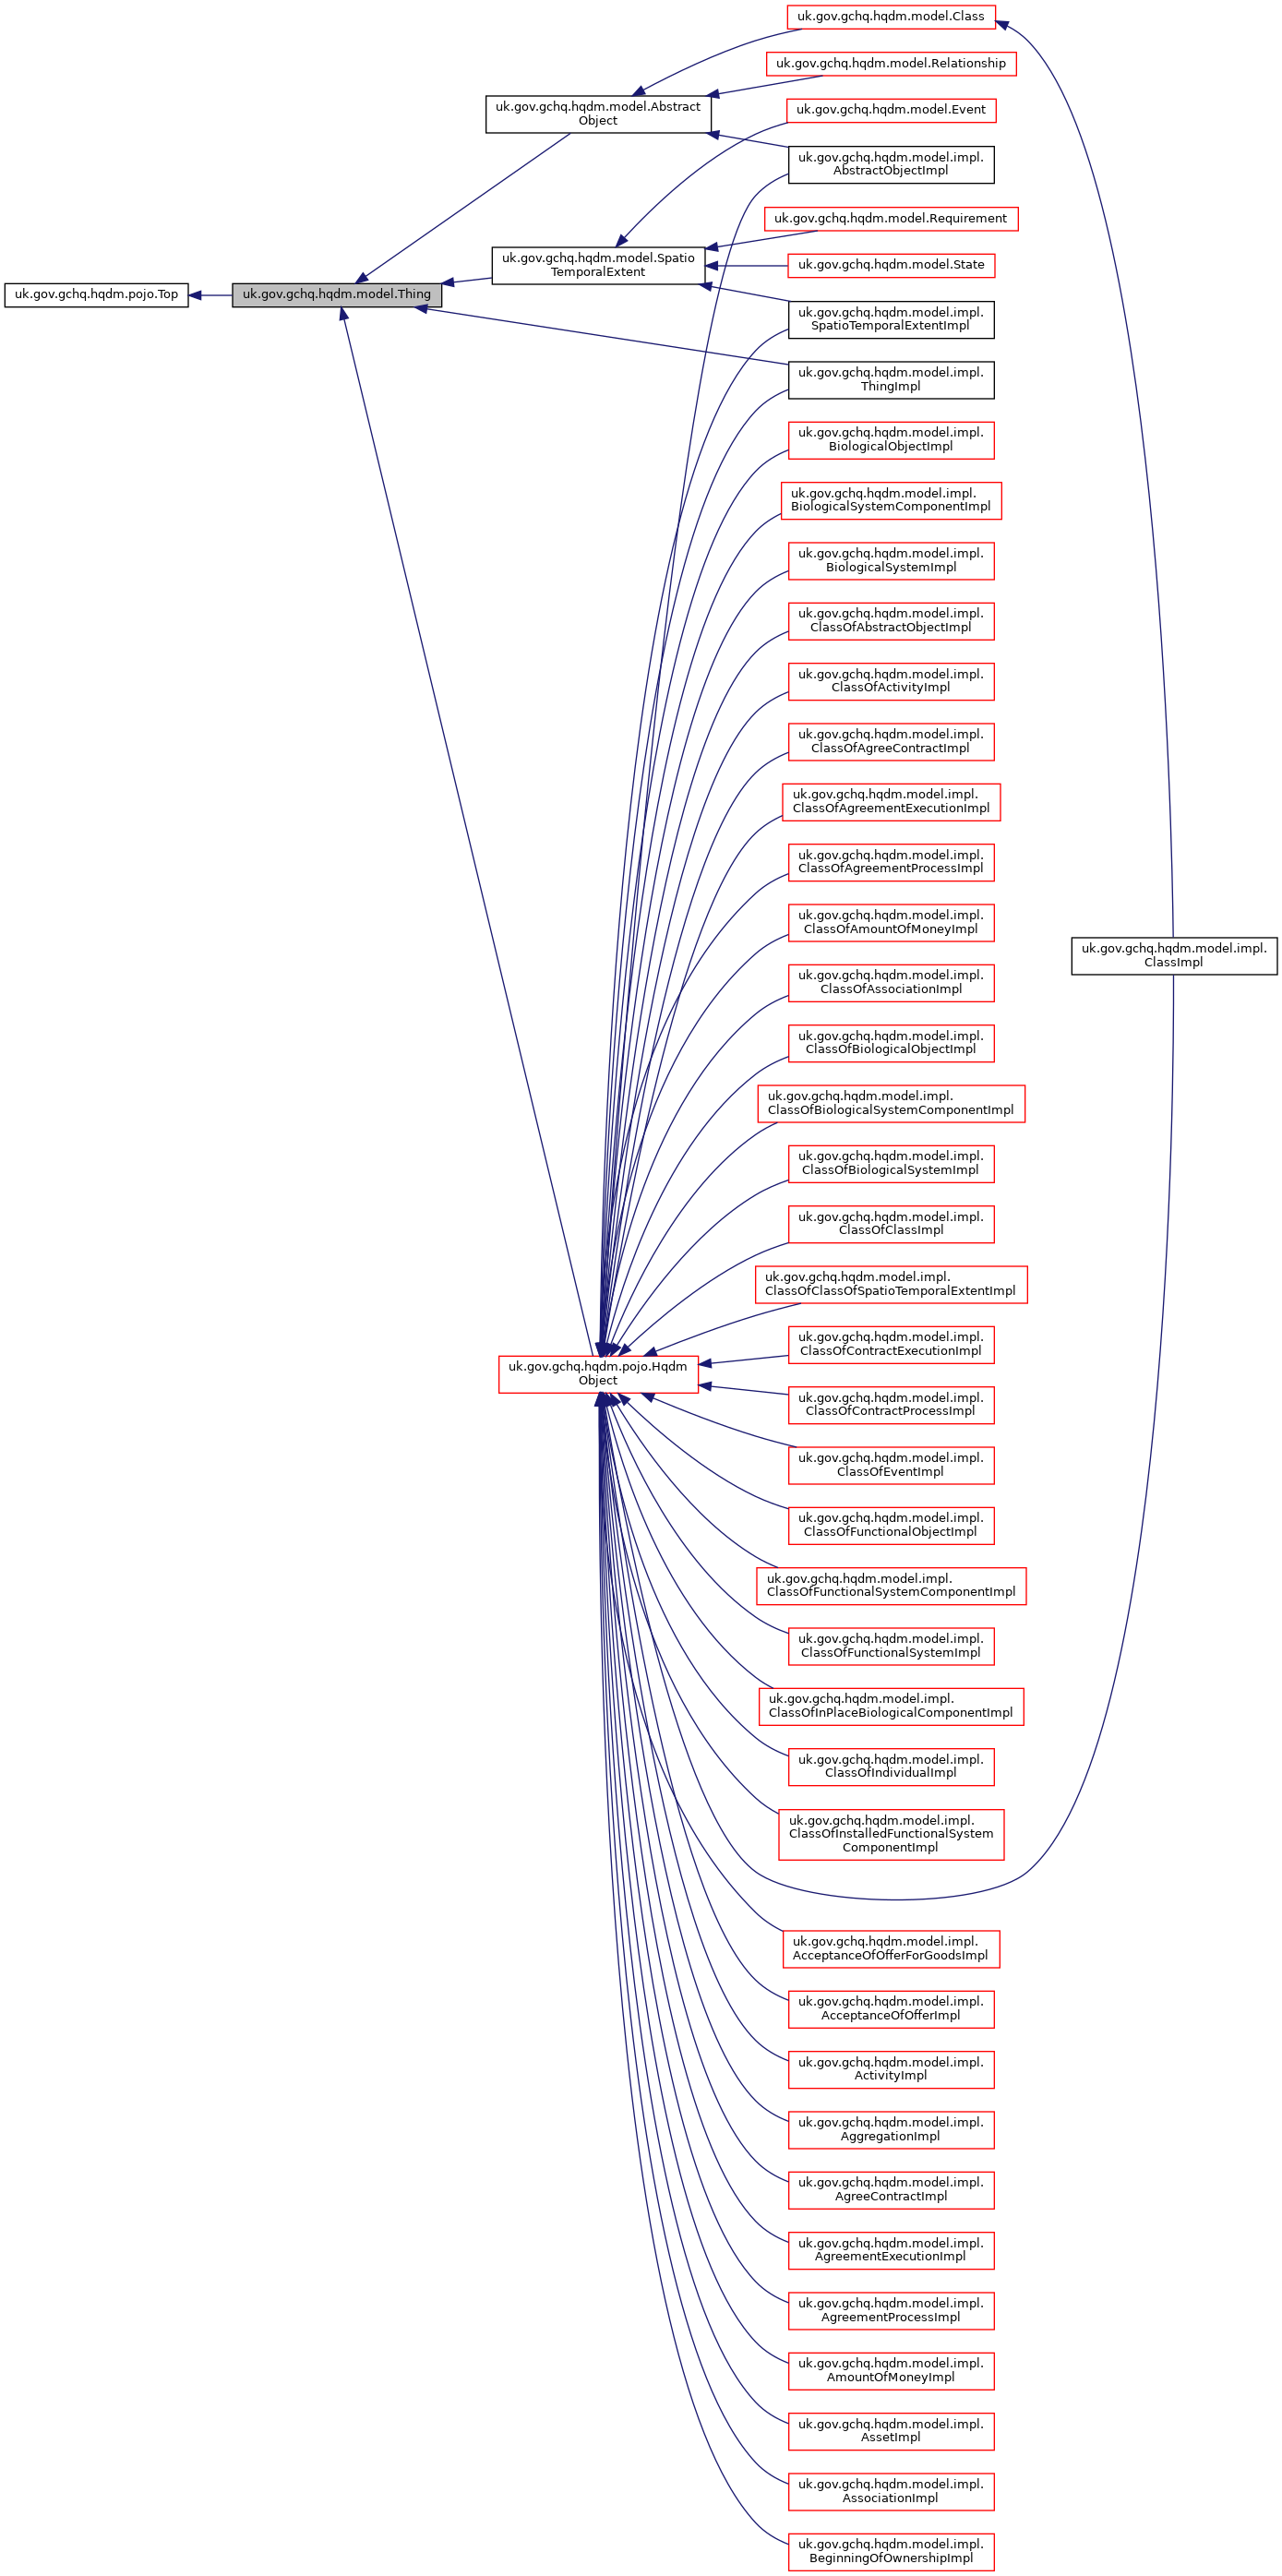 uk.gov.gchq.hqdm.model.Class
uk.gov.gchq.hqdm.model.Relationship
uk.gov.gchq.hqdm.model.Abstract
Object
uk.gov.gchq.hqdm.model.Event
uk.gov.gchq.hqdm.model.impl.
AbstractObjectImpl
uk.gov.gchq.hqdm.model.Requirement
uk.gov.gchq.hqdm.model.Spatio
TemporalExtent
uk.gov.gchq.hqdm.model.State
uk.gov.gchq.hqdm.pojo.Top
uk.gov.gchq.hqdm.model.Thing
uk.gov.gchq.hqdm.model.impl.
SpatioTemporalExtentImpl
uk.gov.gchq.hqdm.model.impl.
ThingImpl
uk.gov.gchq.hqdm.model.impl.
BiologicalObjectImpl
uk.gov.gchq.hqdm.model.impl.
BiologicalSystemComponentImpl
uk.gov.gchq.hqdm.model.impl.
BiologicalSystemImpl
uk.gov.gchq.hqdm.model.impl.
ClassOfAbstractObjectImpl
uk.gov.gchq.hqdm.model.impl.
ClassOfActivityImpl
uk.gov.gchq.hqdm.model.impl.
ClassOfAgreeContractImpl
uk.gov.gchq.hqdm.model.impl.
ClassOfAgreementExecutionImpl
uk.gov.gchq.hqdm.model.impl.
ClassOfAgreementProcessImpl
uk.gov.gchq.hqdm.model.impl.
ClassOfAmountOfMoneyImpl
uk.gov.gchq.hqdm.model.impl.
ClassImpl
uk.gov.gchq.hqdm.model.impl.
ClassOfAssociationImpl
uk.gov.gchq.hqdm.model.impl.
ClassOfBiologicalObjectImpl
uk.gov.gchq.hqdm.model.impl.
ClassOfBiologicalSystemComponentImpl
uk.gov.gchq.hqdm.model.impl.
ClassOfBiologicalSystemImpl
uk.gov.gchq.hqdm.model.impl.
ClassOfClassImpl
uk.gov.gchq.hqdm.model.impl.
ClassOfClassOfSpatioTemporalExtentImpl
uk.gov.gchq.hqdm.model.impl.
ClassOfContractExecutionImpl
uk.gov.gchq.hqdm.pojo.Hqdm
Object
uk.gov.gchq.hqdm.model.impl.
ClassOfContractProcessImpl
uk.gov.gchq.hqdm.model.impl.
ClassOfEventImpl
uk.gov.gchq.hqdm.model.impl.
ClassOfFunctionalObjectImpl
uk.gov.gchq.hqdm.model.impl.
ClassOfFunctionalSystemComponentImpl
uk.gov.gchq.hqdm.model.impl.
ClassOfFunctionalSystemImpl
uk.gov.gchq.hqdm.model.impl.
ClassOfInPlaceBiologicalComponentImpl
uk.gov.gchq.hqdm.model.impl.
ClassOfIndividualImpl
uk.gov.gchq.hqdm.model.impl.
ClassOfInstalledFunctionalSystem
ComponentImpl
uk.gov.gchq.hqdm.model.impl.
AcceptanceOfOfferForGoodsImpl
uk.gov.gchq.hqdm.model.impl.
AcceptanceOfOfferImpl
uk.gov.gchq.hqdm.model.impl.
ActivityImpl
uk.gov.gchq.hqdm.model.impl.
AggregationImpl
uk.gov.gchq.hqdm.model.impl.
AgreeContractImpl
uk.gov.gchq.hqdm.model.impl.
AgreementExecutionImpl
uk.gov.gchq.hqdm.model.impl.
AgreementProcessImpl
uk.gov.gchq.hqdm.model.impl.
AmountOfMoneyImpl
uk.gov.gchq.hqdm.model.impl.
AssetImpl
uk.gov.gchq.hqdm.model.impl.
AssociationImpl
uk.gov.gchq.hqdm.model.impl.
BeginningOfOwnershipImpl